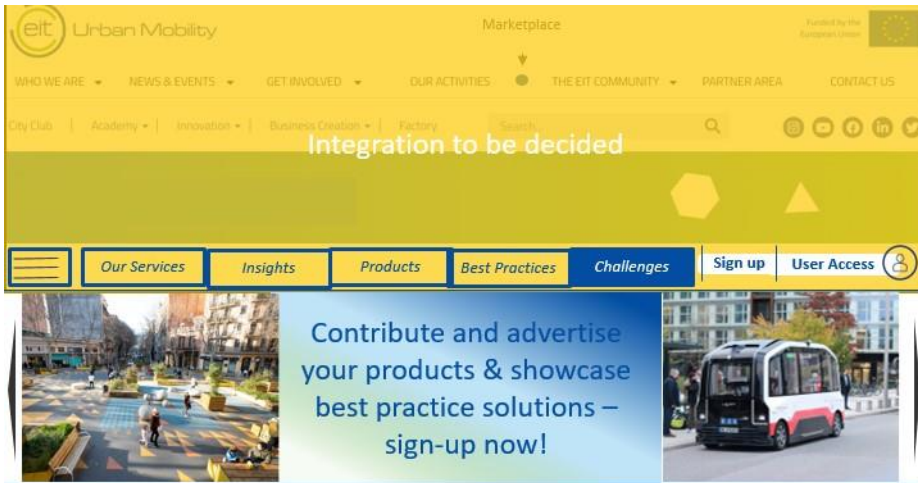 eit Urban Mobility
Marketplace
Funded by the
European Union
WHO WE ARE NEWS & EVENTS GET INVOLVED OUR ACTIVITIES THE EIT COMMUNITY PARTNER AREA CONTACT US
City Club | Academy | Innovation | Business Creation | Factory Search
Integration to be decided
Our Services Insights Products Best Practices Challenges Sign up User Access
Contribute and advertise
your products & showcase
best practice solutions –
sign-up now!